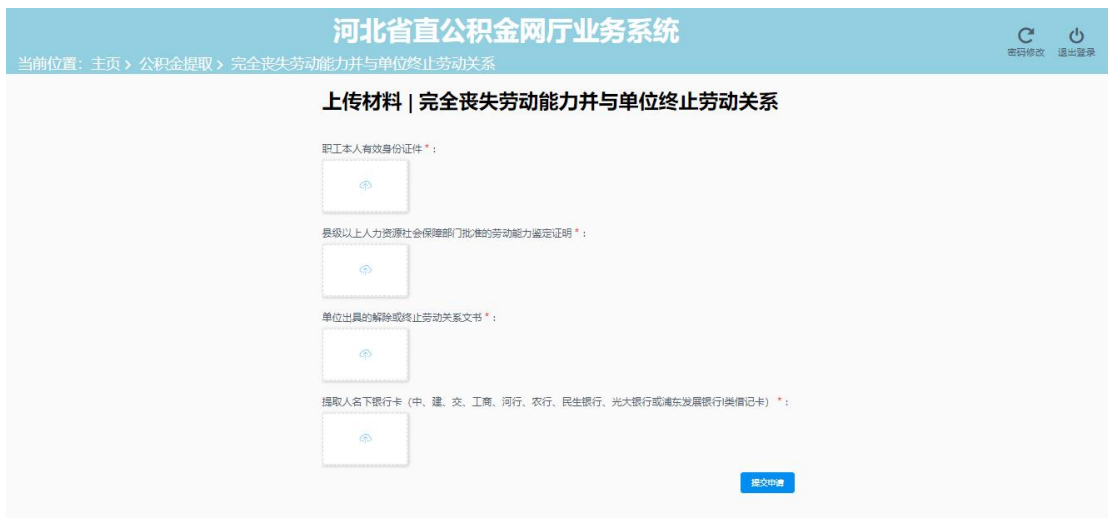 河北省直公积金网厅业务系统
密码修改 退出登录
当前位置：主页 > 公积金提取 > 完全丧失劳动能力并与单位终止劳动关系
上传材料 | 完全丧失劳动能力并与单位终止劳动关系
职工本人有效身份证件 * ：
县级以上人力资源社会保障部门批准的劳动能力鉴定证明 * ：
单位出具的解除或终止劳动关系文书 * ：
提取人名下银行卡（中、建、交、工商、河行、农行、民生银行、光大银行或浦东发展银行I类借记卡） * ：
提交申请